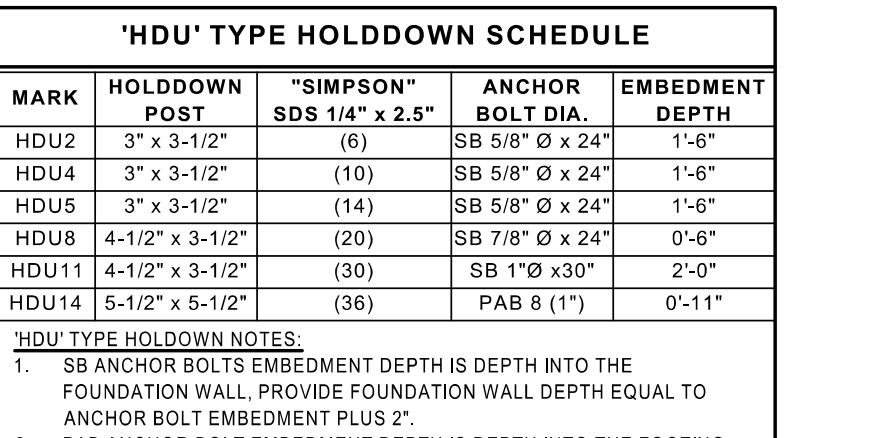 'HDU' TYPE HOLDDOWN SCHEDULE
MARK HOLDDOWN POST "SIMPSON" SDS 1/4" x 2.5" ANCHOR BOLT DIA. EMBEDMENT DEPTH
HDU2 3" x 3-1/2" (6) SB 5/8" Ø x 24" 1'-6"
HDU4 3" x 3-1/2" (10) SB 5/8" Ø x 24" 1'-6"
HDU5 3" x 3-1/2" (14) SB 5/8" Ø x 24" 1'-6"
HDU8 4-1/2" x 3-1/2" (20) SB 7/8" Ø x 24" 0'-6"
HDU11 4-1/2" x 3-1/2" (30) SB 1"Ø x30" 2'-0"
HDU14 5-1/2" x 5-1/2" (36) PAB 8 (1") 0'-11"
'HDU' TYPE HOLDOWN NOTES:
1. SB ANCHOR BOLTS EMBEDMENT DEPTH IS DEPTH INTO THE
FOUNDATION WALL, PROVIDE FOUNDATION WALL DEPTH EQUAL TO
ANCHOR BOLT EMBEDMENT PLUS 2".